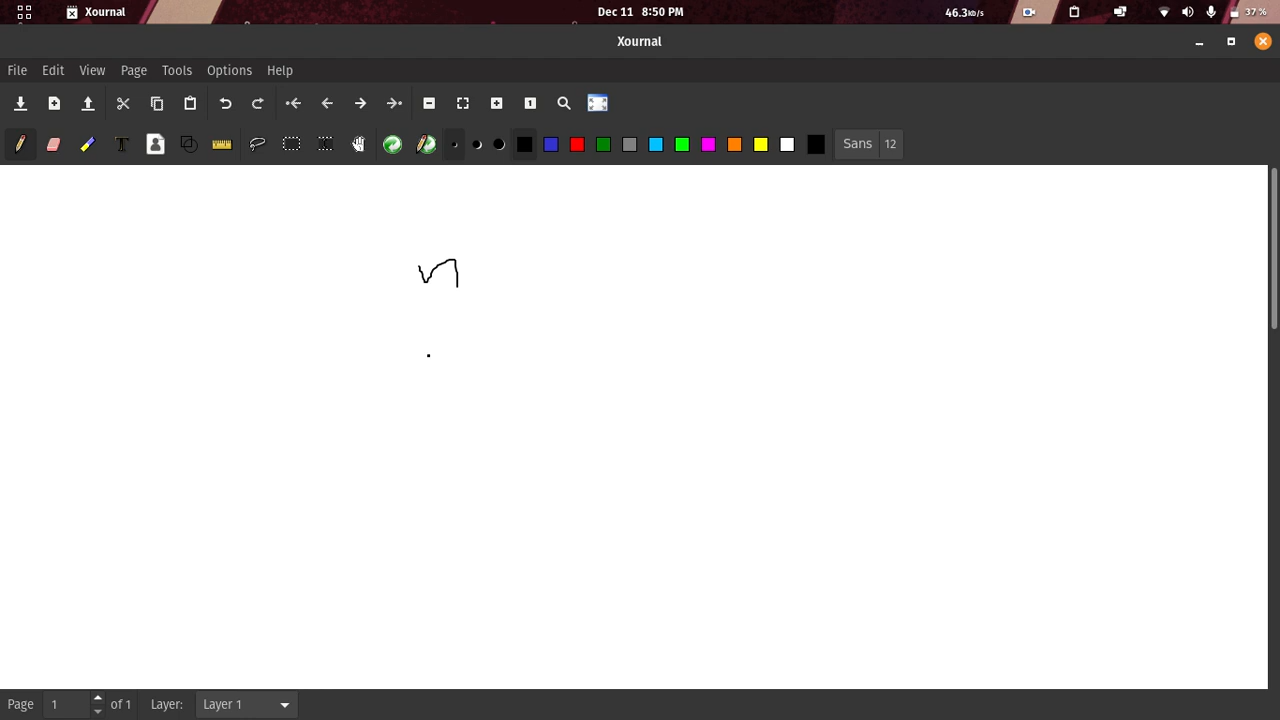 Xournal Dec 11 8:50 PM 46.3kb/s 37 %
Xournal
File Edit View Page Tools Options Help
1
T Sans 12
Page 1 of 1 Layer: Layer 1